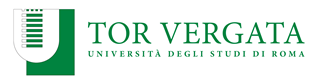 TOR VERGATA
UNIVERSITÀ DEGLI STUDI DI ROMA